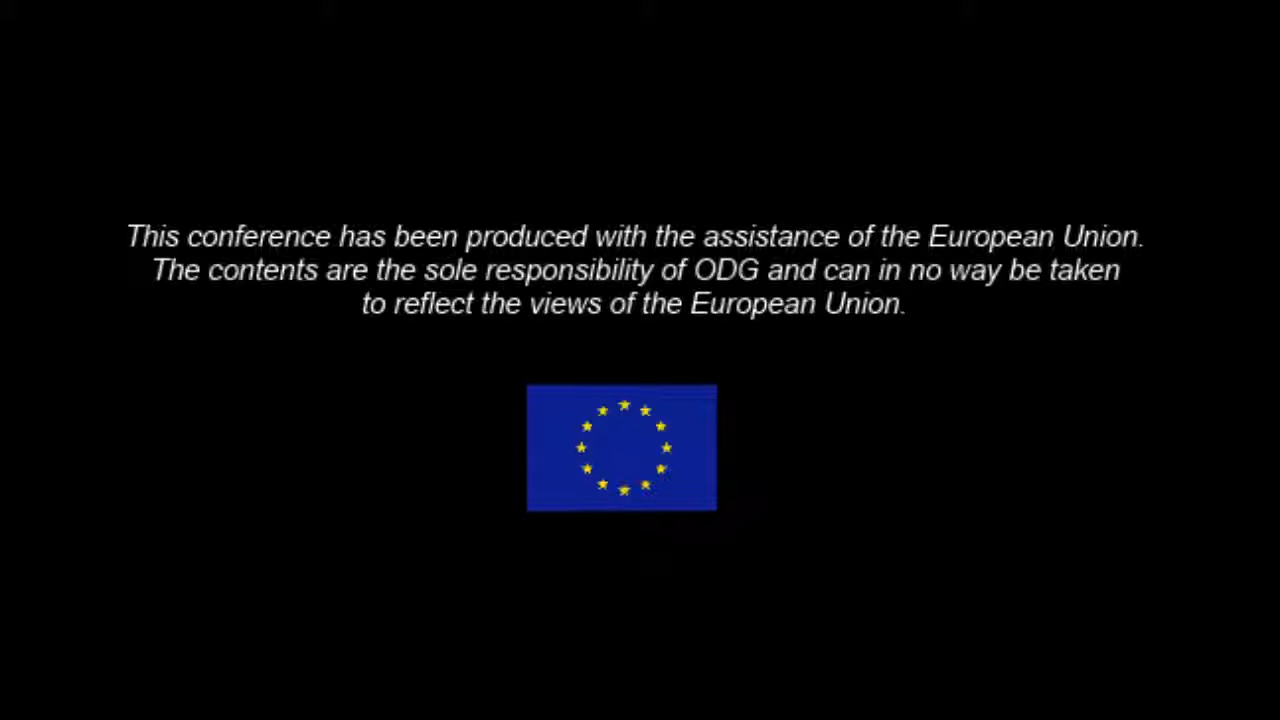 This conference has been produced with the assistance of the European Union.
The contents are the sole responsibility of ODG and can in no way be taken
to reflect the views of the European Union.